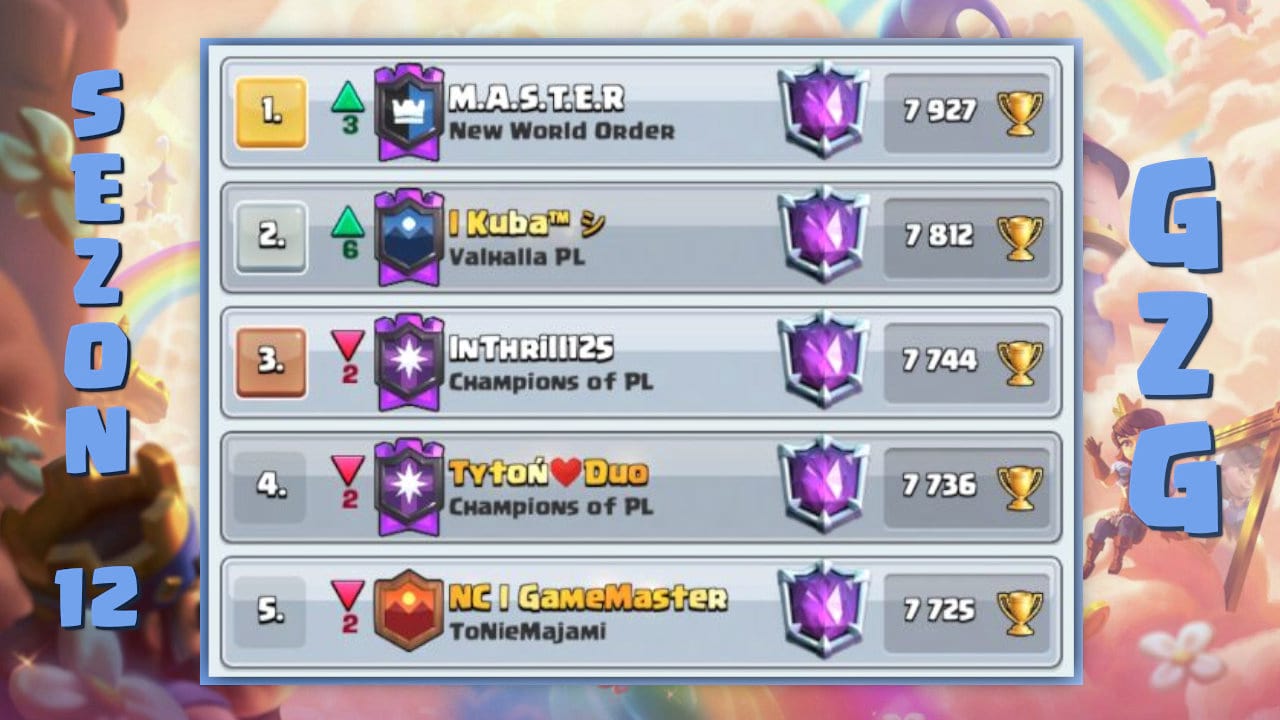 SEZON 12
1.
3
M.A.S.T.E.R
New World Order
7 927
2.
6
| Kuba™ シ
Valhalla PL
7 812
3.
2
InThrill125
Champions of PL
7 744
4.
2
Tytoń❤️Duo
Champions of PL
7 736
5.
2
NC | GameMaster
ToNieMajami
7 725
GZG